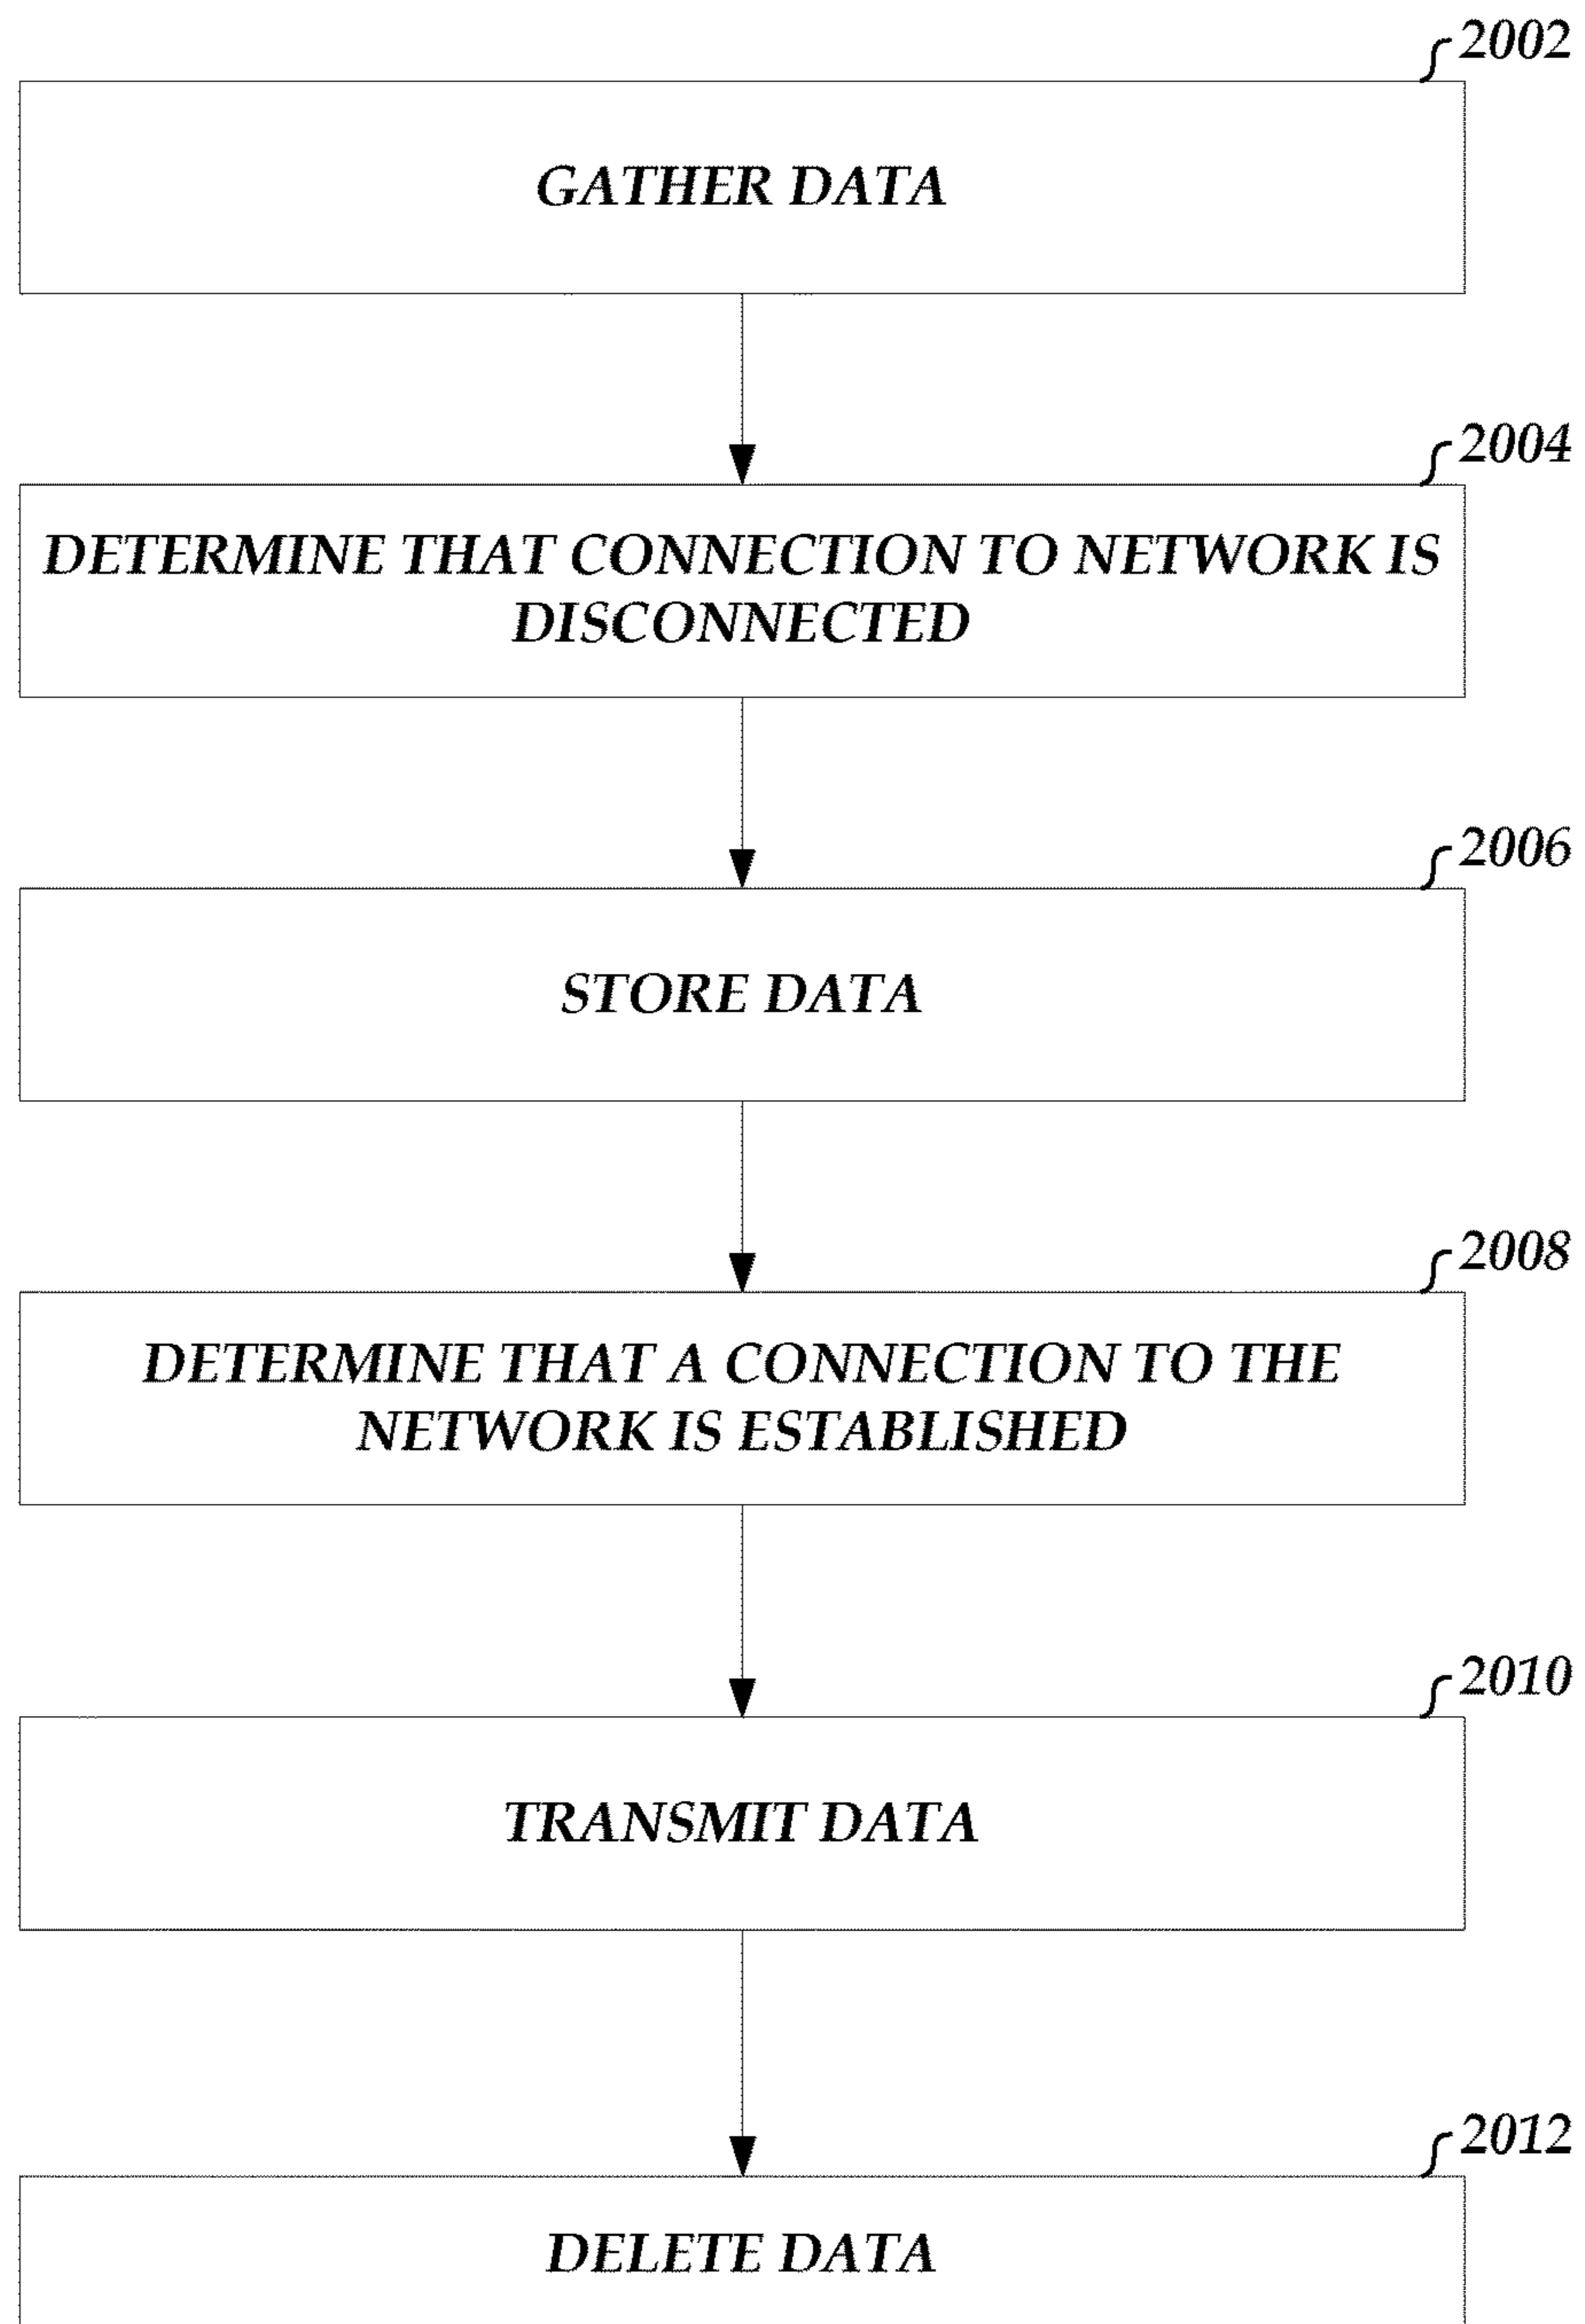 2002
GATHER DATA
2004
DETERMINE THAT CONNECTION TO NETWORK IS
DISCONNECTED
2006
STORE DATA
2008
DETERMINE THAT A CONNECTION TO THE
NETWORK IS ESTABLISHED
2010
TRANSMIT DATA
2012
DELETE DATA